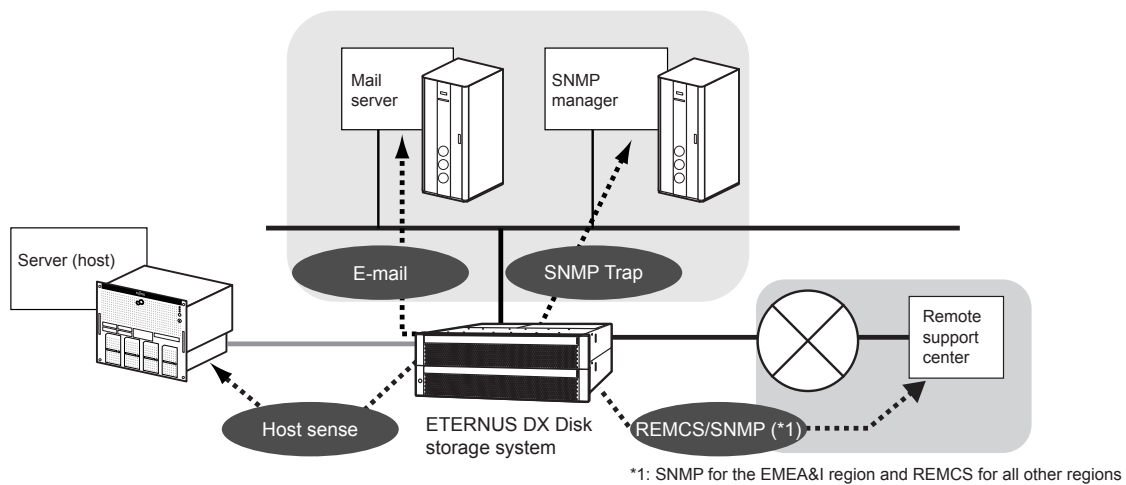 Mail
server
SNMP
manager
Server (host)
E-mail
SNMP Trap
Remote
support
center
Host sense
ETERNUS DX Disk
storage system
REMCS/SNMP (*1)
*1: SNMP for the EMEA&I region and REMCS for all other regions